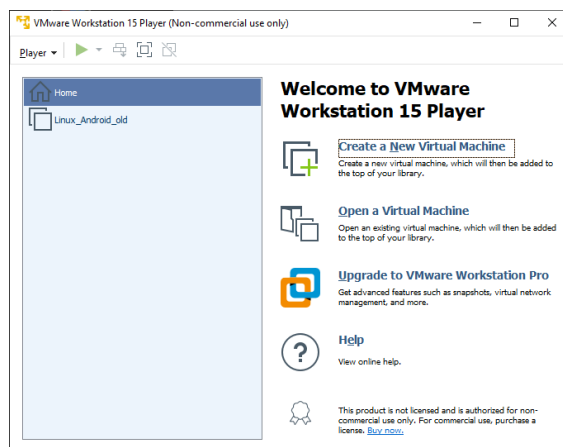 VMware Workstation 15 Player (Non-commercial use only)
Player
Home
Linux_Android_old
Welcome to VMware
Workstation 15 Player
Create a New Virtual Machine
Create a new virtual machine, which will then be added to
the top of your library.
Open a Virtual Machine
Open an existing virtual machine, which will then be added
to the top of your library.
Upgrade to VMware Workstation Pro
Get advanced features such as snapshots, virtual network
management, and more.
Help
View online help.
This product is not licensed and is authorized for non-
commercial use only. For commercial use, purchase a
license. Buy now.